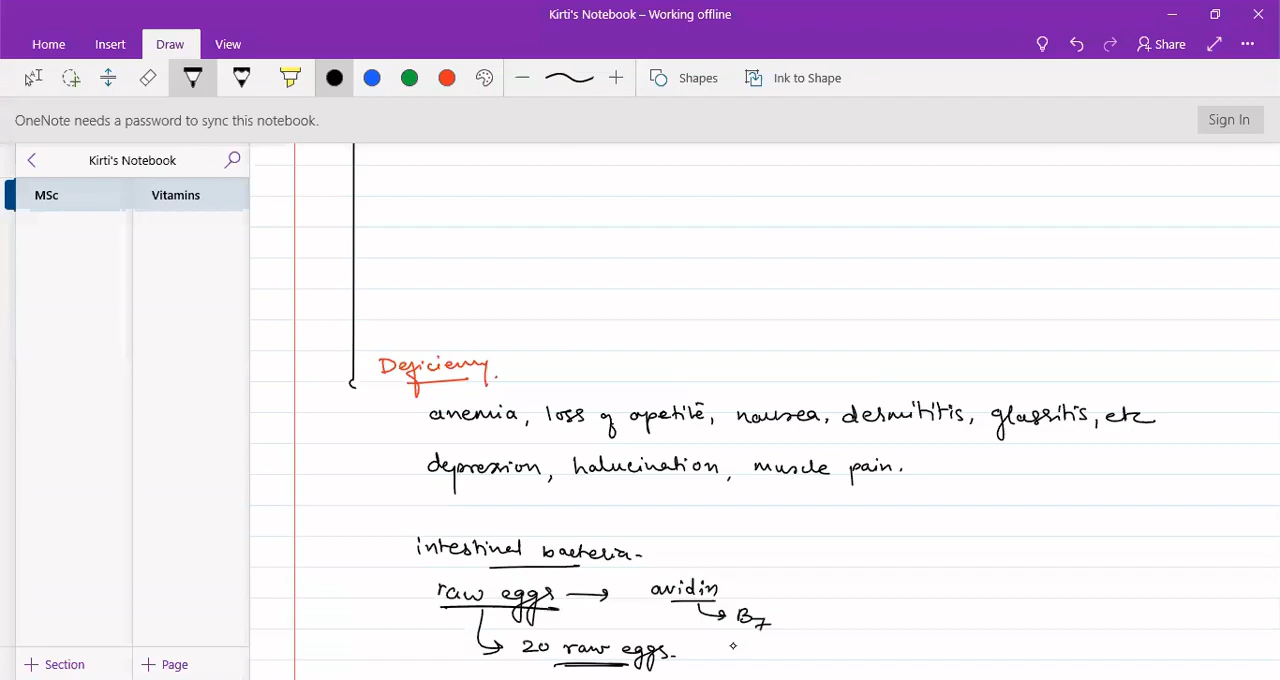 Kirti's Notebook – Working offline
Home Insert Draw View Share
Shapes Ink to Shape
OneNote needs a password to sync this notebook. Sign In
Kirti's Notebook
MSc Vitamins
Deficiency.
anemia, loss of apetite, nausea, desmititis, glassitis, etc
depression, halucination, muscle pain.
intestinal bacteria-
raw eggs → avidin
B7
20 raw eggs.
+ Section + Page